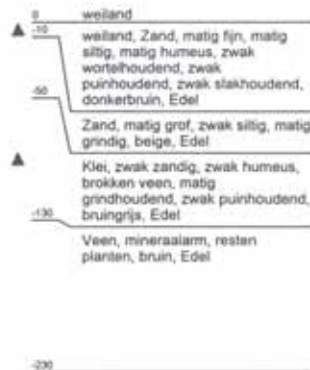 0 weiland
-10
weiland, Zand, matig fijn, matig
siltig, matig humeus, zwak
wortelhoudend, zwak
puinhoudend, zwak slakhoudend,
donkerbruin, Edel
-50
Zand, matig grof, zwak siltig, matig
grindig, beige, Edel
Klei, zwak zandig, zwak humeus,
brokken veen, matig
grindhoudend, zwak puinhoudend,
bruingrijs, Edel
-130
Veen, mineraalarm, resten
planten, bruin, Edel
-230